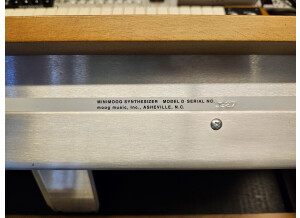 MINIMOOG SYNTHESIZER MODEL D SERIAL NO.
moog music, inc., ASHEVILLE, N.C.